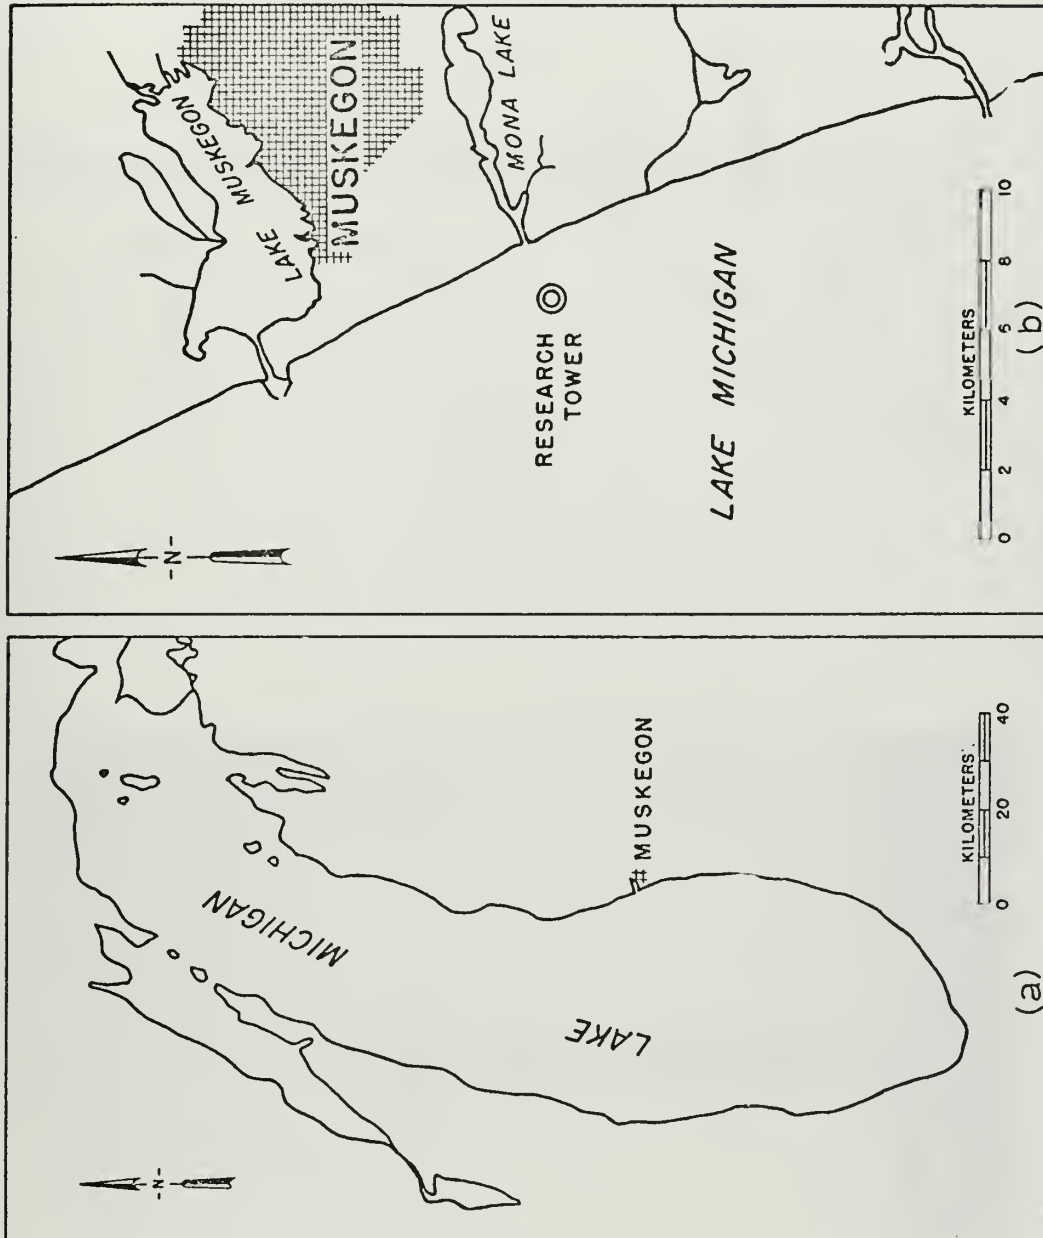 MUSKEGON
LAKE MUSKEGON
MONA LAKE
RESEARCH
TOWER
LAKE MICHIGAN
-N-
KILOMETERS
0 2 4 6 8 10
(b)
-N-
MICHIGAN
LAKE
MUSKEGON
KILOMETERS
0 20 40
(a)